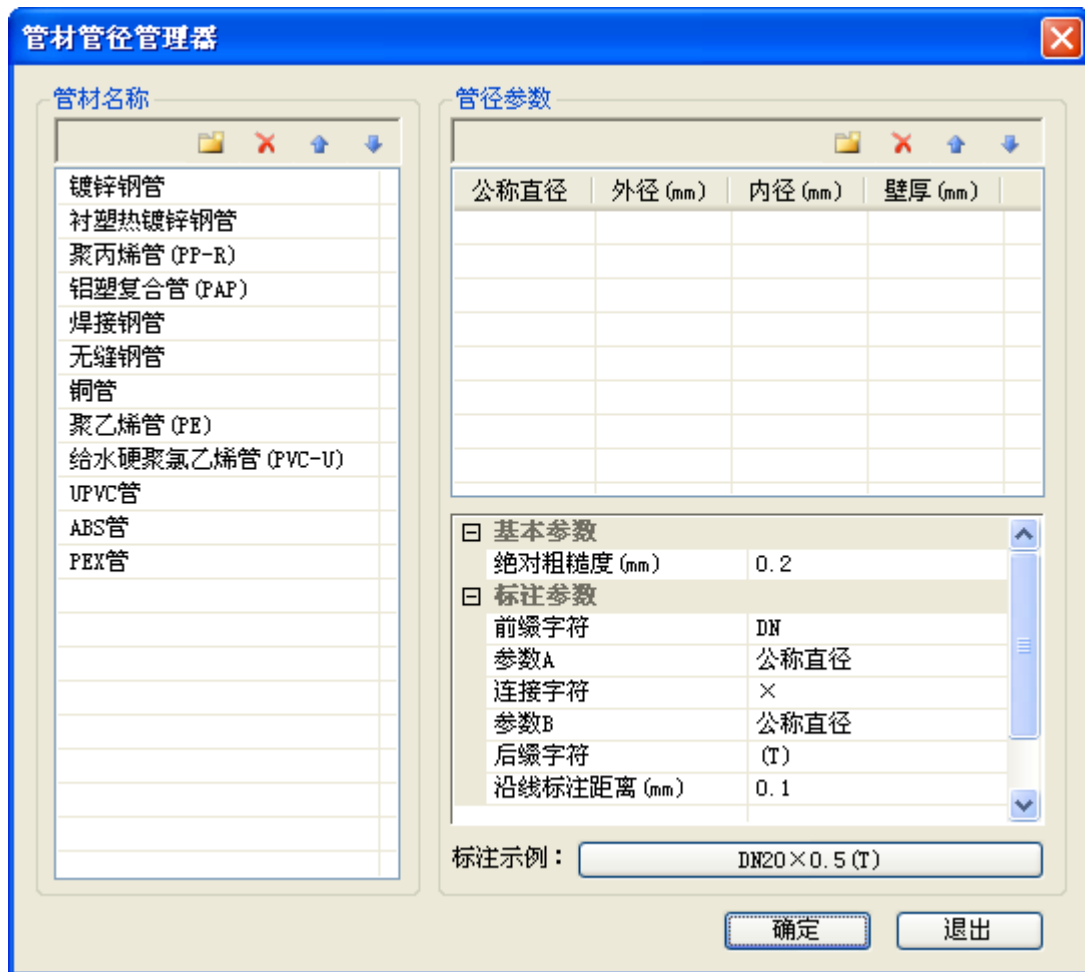 管材管径管理器
管材名称
镀锌钢管
衬塑热镀锌钢管
聚丙烯管(PP-R)
铝塑复合管(PAP)
焊接钢管
无缝钢管
铜管
聚乙烯管(PE)
给水硬聚氯乙烯管(PVC-U)
UPVC管
ABS管
PEX管
管径参数
公称直径 外径(mm) 内径(mm) 壁厚(mm)
基本参数
绝对粗糙度(mm) 0.2
标注参数
前缀字符 DN
参数A 公称直径
连接字符 ×
参数B 公称直径
后缀字符 (T)
沿线标注距离(mm) 0.1
标注示例： DN20×0.5(T)
确定 退出